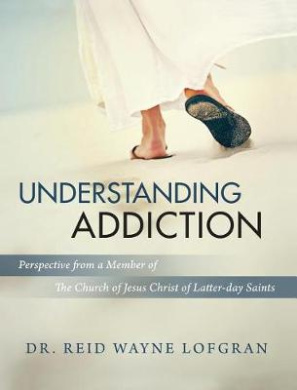 UNDERSTANDING
ADDICTION
Perspective from a Member of
The Church of Jesus Christ of Latter-day Saints
DR. REID WAYNE LOFGRAN